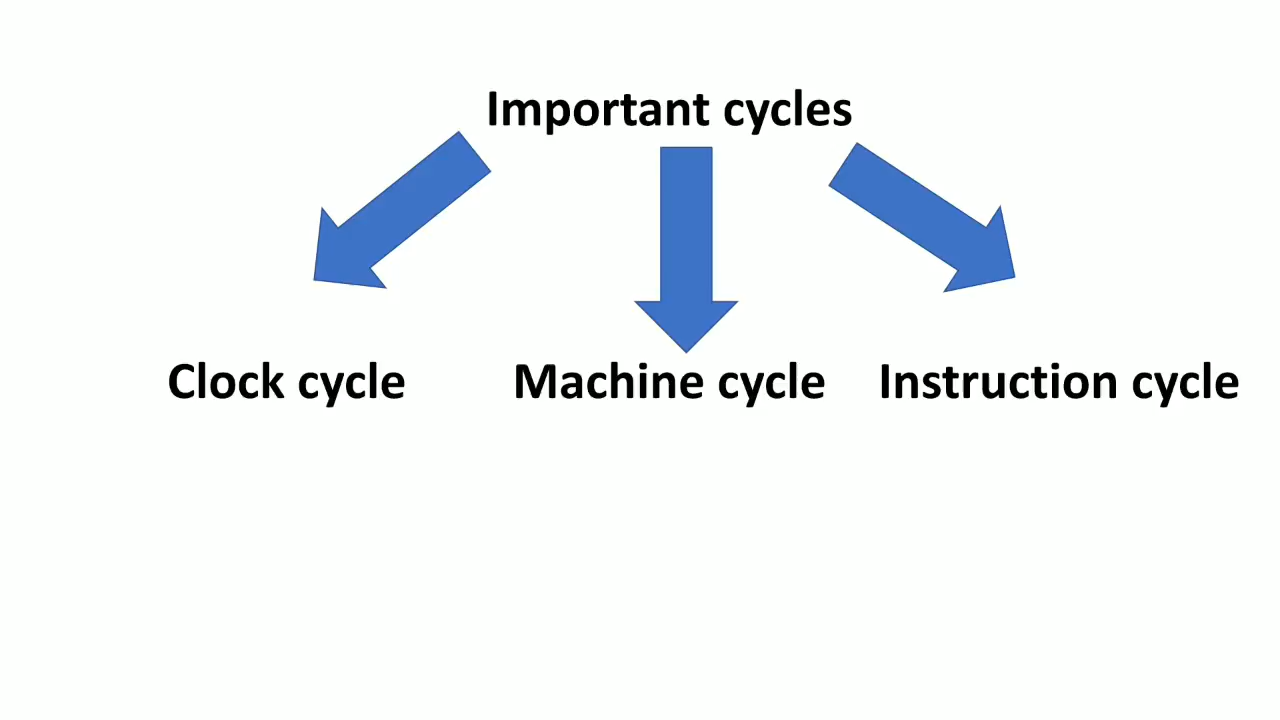 Important cycles
Clock cycle
Machine cycle
Instruction cycle